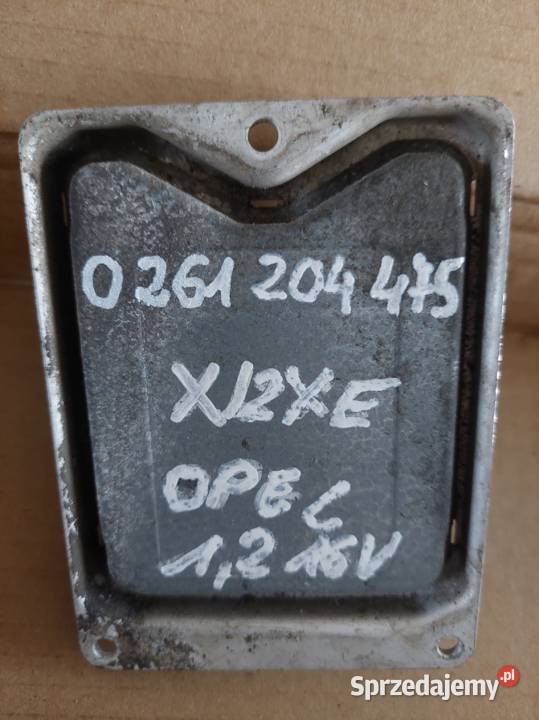 0 261 204 475
X12XE
OPEL
1,2 16V
Sprzedajemy.pl